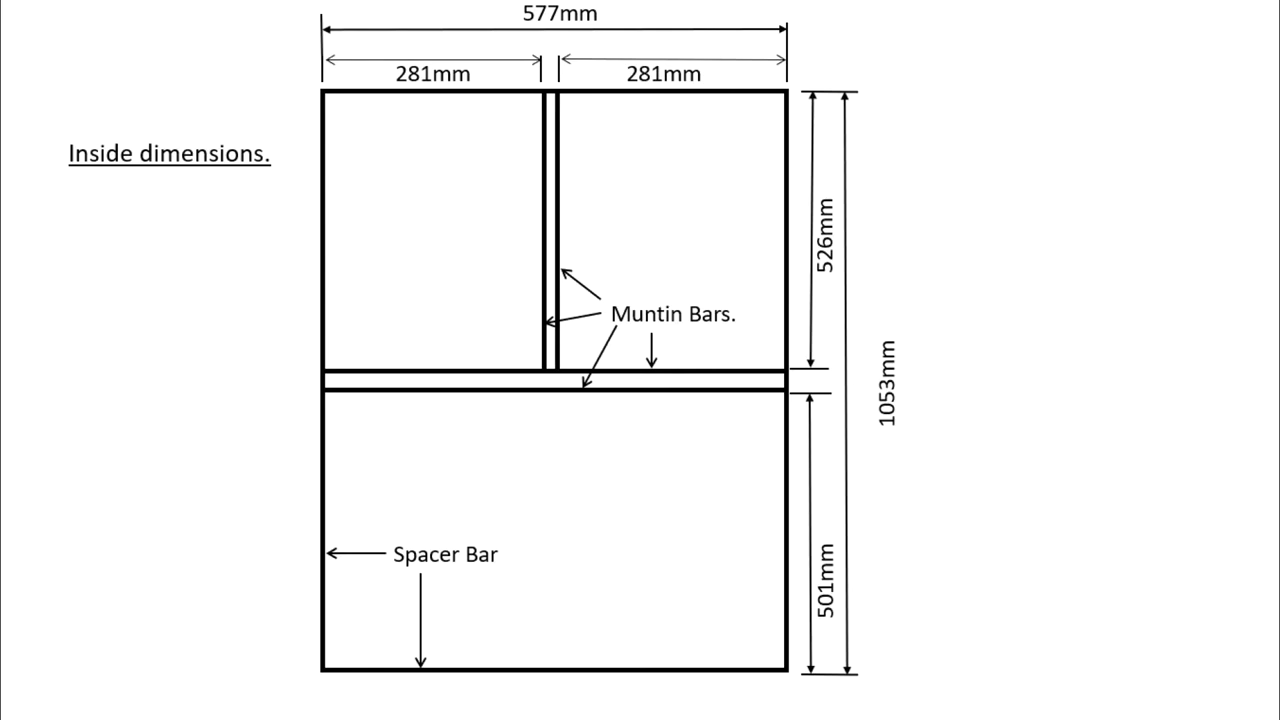 577mm
281mm
281mm
Inside dimensions.
526mm
Muntin Bars.
1053mm
Spacer Bar
501mm